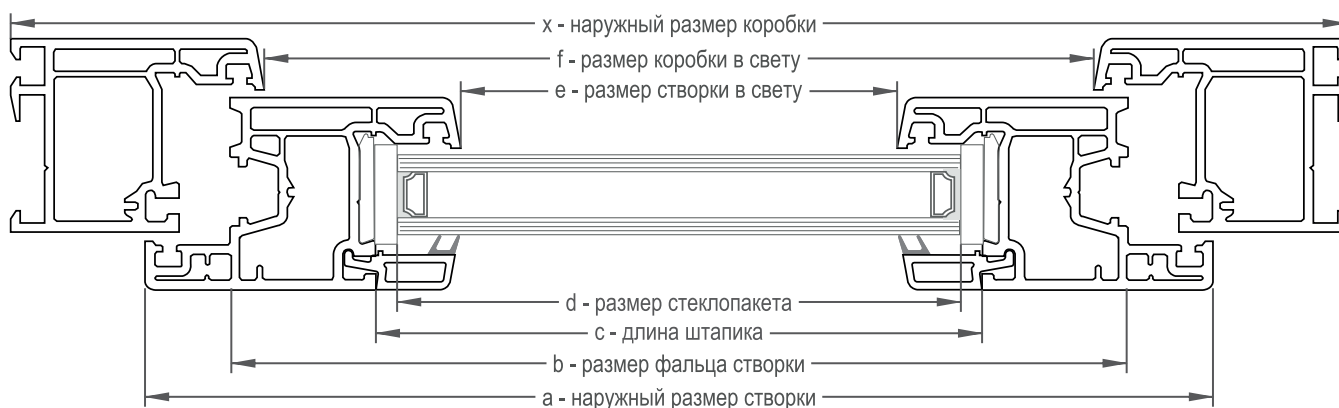 x - наружный размер коробки
f - размер коробки в свету
e - размер створки в свету
d - размер стеклопакета
c - длина штапика
b - размер фальца створки
a - наружный размер створки